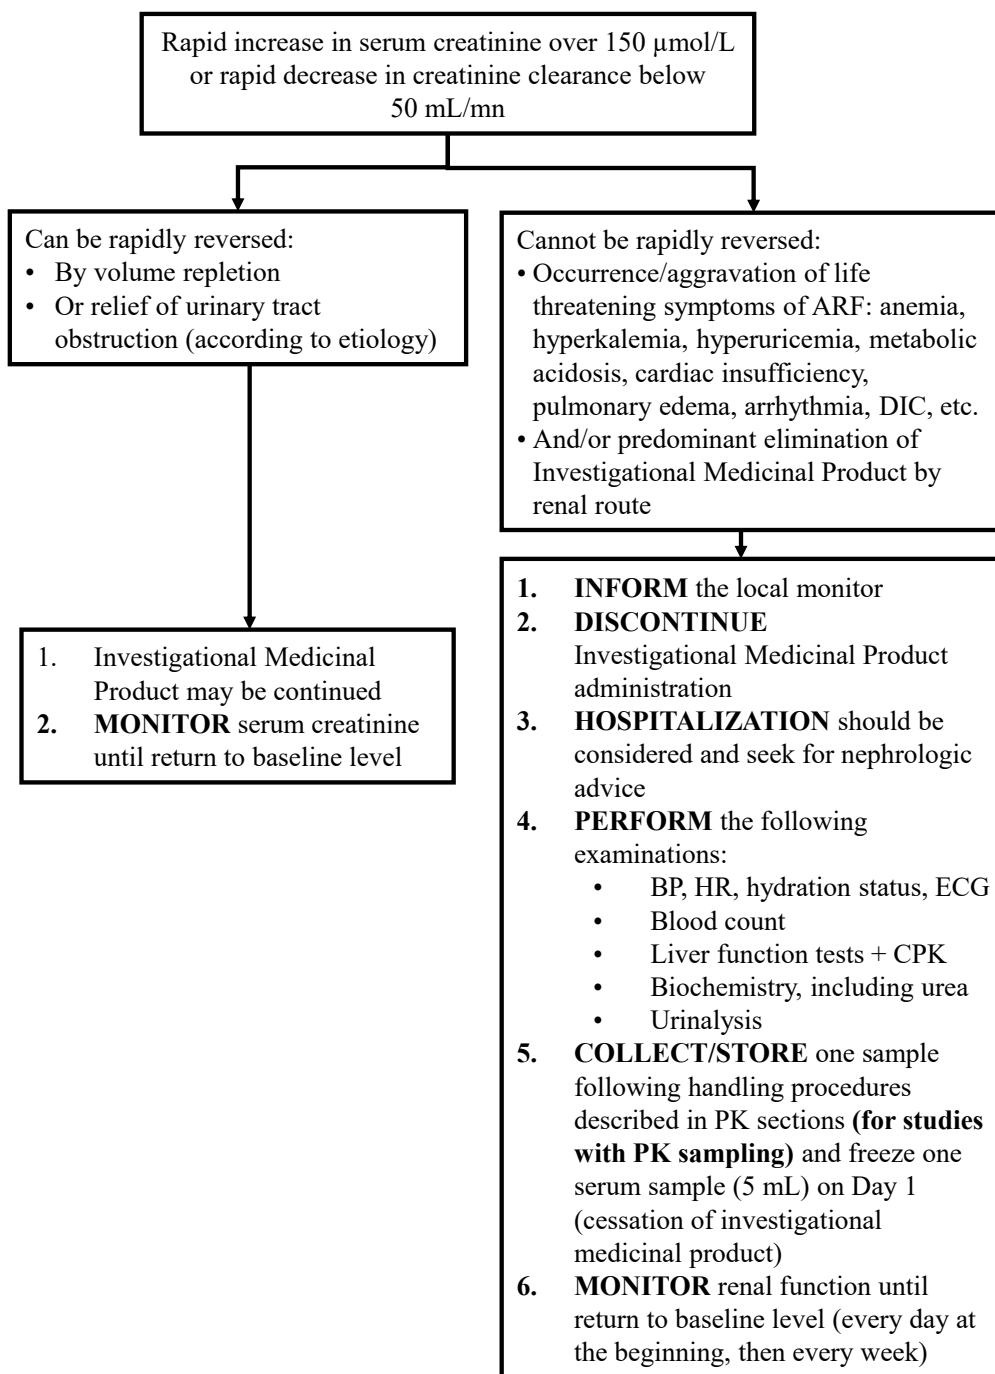 Rapid increase in serum creatinine over 150 µmol/L
or rapid decrease in creatinine clearance below
50 mL/mn
Can be rapidly reversed:
• By volume repletion
• Or relief of urinary tract
obstruction (according to etiology)
1. Investigational Medicinal
Product may be continued
2. MONITOR serum creatinine
until return to baseline level
Cannot be rapidly reversed:
• Occurrence/aggravation of life
threatening symptoms of ARF: anemia,
hyperkalemia, hyperuricemia, metabolic
acidosis, cardiac insufficiency,
pulmonary edema, arrhythmia, DIC, etc.
• And/or predominant elimination of
Investigational Medicinal Product by
renal route
1. INFORM the local monitor
2. DISCONTINUE
Investigational Medicinal Product
administration
3. HOSPITALIZATION should be
considered and seek for nephrologic
advice
4. PERFORM the following
examinations:
• BP, HR, hydration status, ECG
• Blood count
• Liver function tests + CPK
• Biochemistry, including urea
• Urinalysis
5. COLLECT/STORE one sample
following handling procedures
described in PK sections (for studies
with PK sampling) and freeze one
serum sample (5 mL) on Day 1
(cessation of investigational
medicinal product)
6. MONITOR renal function until
return to baseline level (every day at
the beginning, then every week)